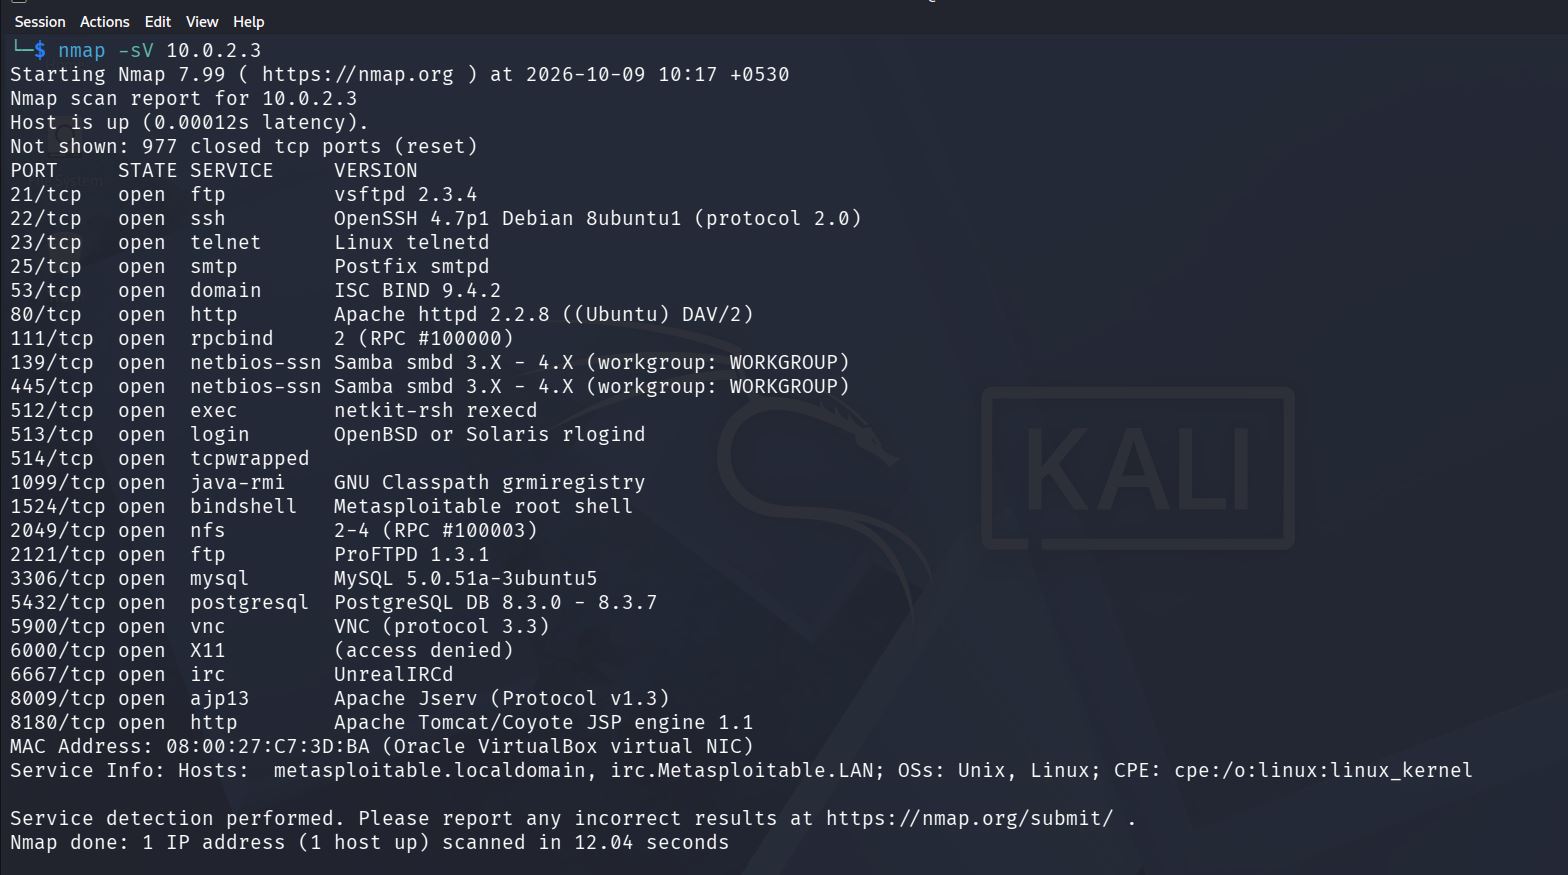 Session Actions Edit View Help
└─$ nmap -sV 10.0.2.3
Starting Nmap 7.99 ( https://nmap.org ) at 2026-10-09 10:17 +0530
Nmap scan report for 10.0.2.3
Host is up (0.00012s latency).
Not shown: 977 closed tcp ports (reset)
PORT     STATE SERVICE     VERSION
21/tcp   open  ftp         vsftpd 2.3.4
22/tcp   open  ssh         OpenSSH 4.7p1 Debian 8ubuntu1 (protocol 2.0)
23/tcp   open  telnet      Linux telnetd
25/tcp   open  smtp        Postfix smtpd
53/tcp   open  domain      ISC BIND 9.4.2
80/tcp   open  http        Apache httpd 2.2.8 ((Ubuntu) DAV/2)
111/tcp  open  rpcbind     2 (RPC #100000)
139/tcp  open  netbios-ssn Samba smbd 3.X - 4.X (workgroup: WORKGROUP)
445/tcp  open  netbios-ssn Samba smbd 3.X - 4.X (workgroup: WORKGROUP)
512/tcp  open  exec        netkit-rsh rexecd
513/tcp  open  login       OpenBSD or Solaris rlogind
514/tcp  open  tcpwrapped
1099/tcp open  java-rmi    GNU Classpath grmiregistry
1524/tcp open  bindshell   Metasploitable root shell
2049/tcp open  nfs         2-4 (RPC #100003)
2121/tcp open  ftp         ProFTPD 1.3.1
3306/tcp open  mysql       MySQL 5.0.51a-3ubuntu5
5432/tcp open  postgresql  PostgreSQL DB 8.3.0 - 8.3.7
5900/tcp open  vnc         VNC (protocol 3.3)
6000/tcp open  X11         (access denied)
6667/tcp open  irc         UnrealIRCd
8009/tcp open  ajp13       Apache Jserv (Protocol v1.3)
8180/tcp open  http        Apache Tomcat/Coyote JSP engine 1.1
MAC Address: 08:00:27:C7:3D:BA (Oracle VirtualBox virtual NIC)
Service Info: Hosts:  metasploitable.localdomain, irc.Metasploitable.LAN; OSs: Unix, Linux; CPE: cpe:/o:linux:linux_kernel
Service detection performed. Please report any incorrect results at https://nmap.org/submit/ .
Nmap done: 1 IP address (1 host up) scanned in 12.04 seconds
KALI